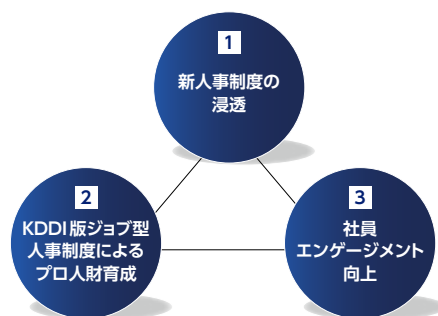 1
新人事制度の
浸透
2
KDDI版ジョブ型
人事制度による
プロ人財育成
3
社員
エンゲージメント
向上